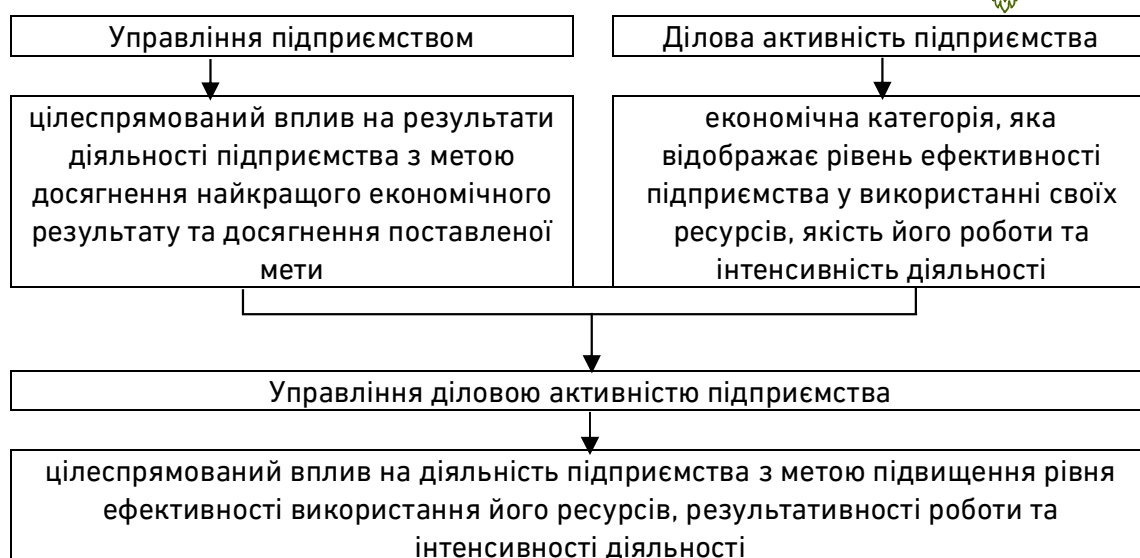 Управління підприємством
цілеспрямований вплив на результати
діяльності підприємства з метою
досягнення найкращого економічного
результату та досягнення поставленої
мети
Ділова активність підприємства
економічна категорія, яка
відображає рівень ефективності
підприємства у використанні своїх
ресурсів, якість його роботи та
інтенсивність діяльності
Управління діловою активністю підприємства
цілеспрямований вплив на діяльність підприємства з метою підвищення рівня
ефективності використання його ресурсів, результативності роботи та
інтенсивності діяльності